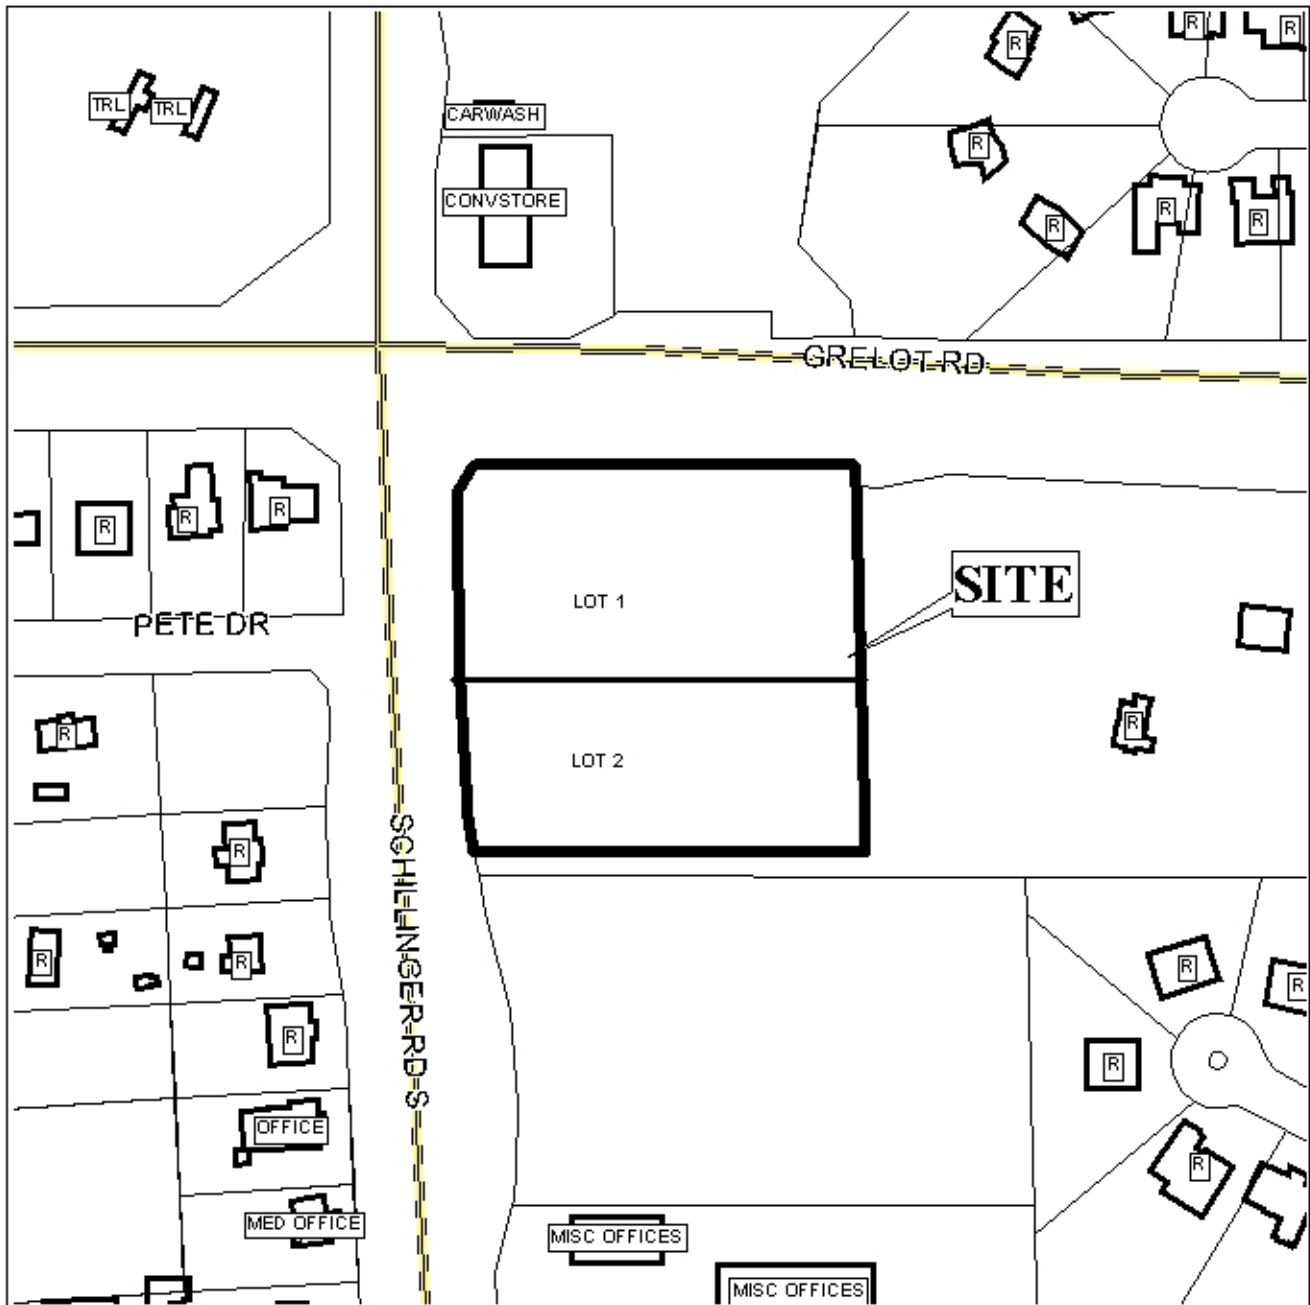 R
R
R
TRL
TRL
CARWASH
R
CONVSTORE
R
R
R
GRELOT RD
R
R
R
LOT 1
SITE
PETE DR
R
R
LOT 2
SCHILLINGER RD S
R
R
R
R
R
R
R
OFFICE
R
MED OFFICE
MISC OFFICES
MISC OFFICES